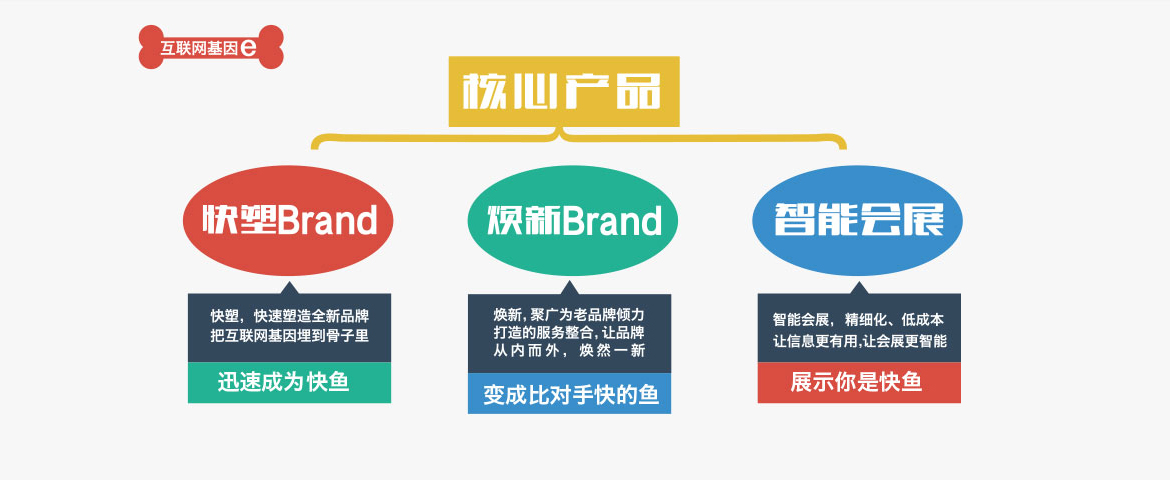 互联网基因e
核心产品
快塑Brand
焕新Brand
智能会展
快塑，快速塑造全新品牌
把互联网基因埋到骨子里
迅速成为快鱼
焕新，聚广为老品牌倾力
打造的服务整合，让品牌
从内而外，焕然一新
变成比对手快的鱼
智能会展，精细化、低成本
让信息更有用，让会展更智能
展示你是快鱼